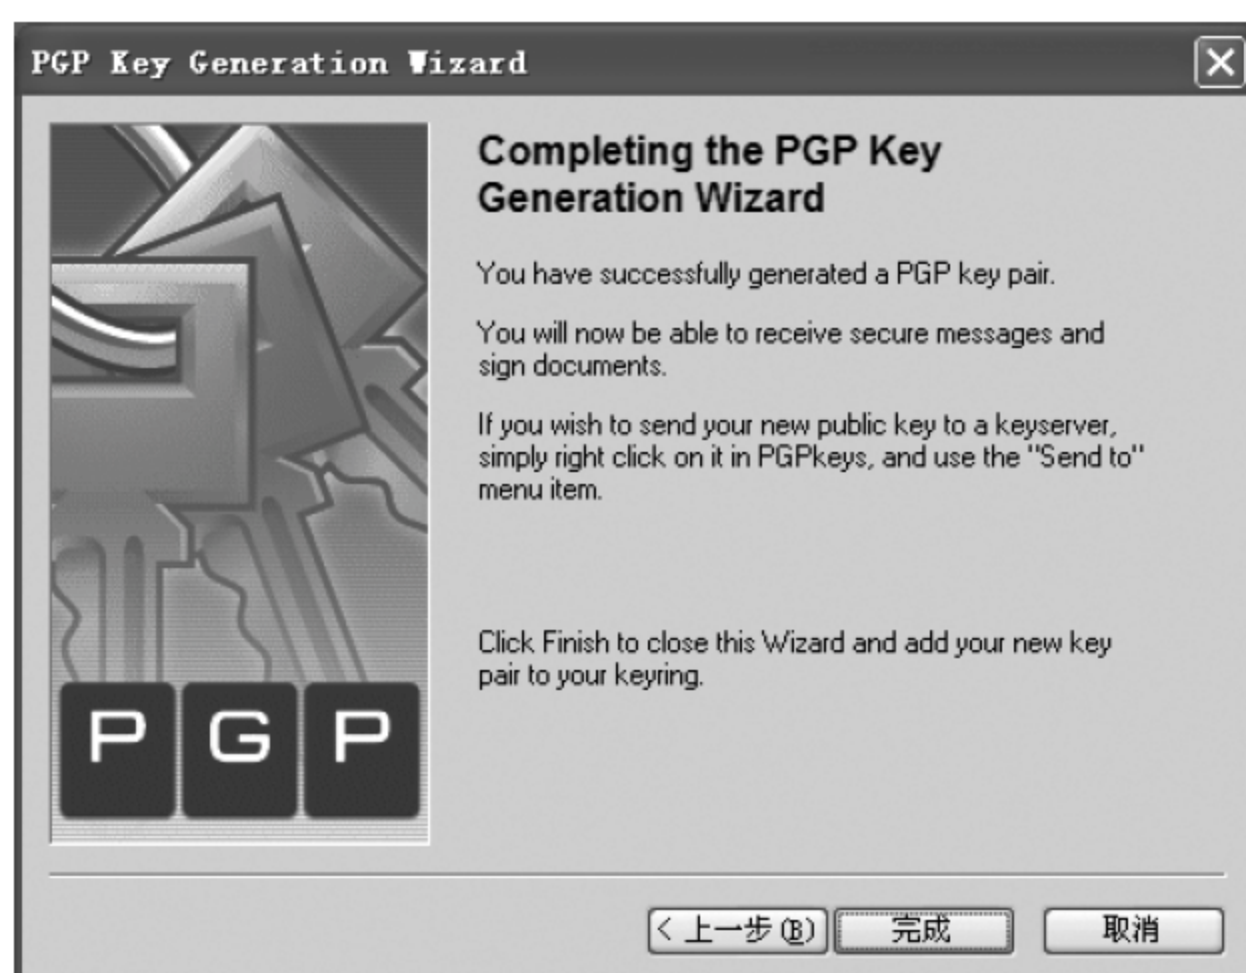 PGP Key Generation Wizard
Completing the PGP Key
Generation Wizard
You have successfully generated a PGP key pair.
You will now be able to receive secure messages and
sign documents.
If you wish to send your new public key to a keyserver,
simply right click on it in PGPkeys, and use the "Send to"
menu item.
Click Finish to close this Wizard and add your new key
pair to your keyring.
P G P
< 上一步(B) 完成 取消